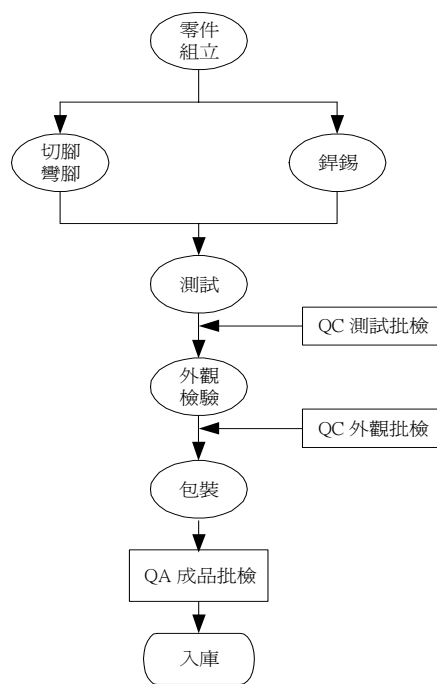 零件
組立
切腳
彎腳
銲錫
測試
QC 測試批檢
外觀
檢驗
QC 外觀批檢
包裝
QA 成品批檢
入庫